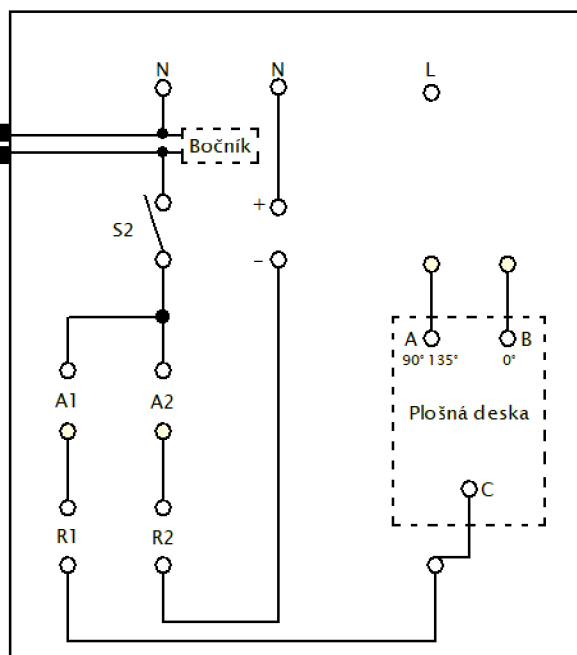 N N L
Bočník
+
S2
–
A B
90° 135° 0°
A1 A2
Plošná deska
C
R1 R2